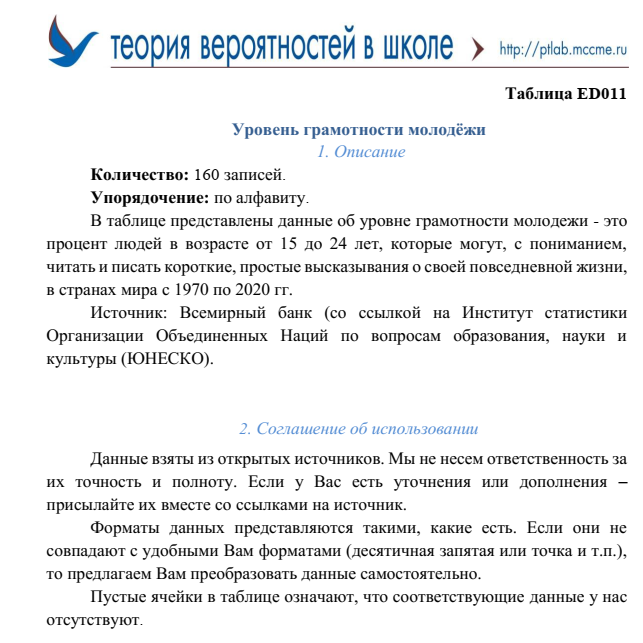 теория вероятностей в школе
http://ptlab.mccme.ru
Таблица ED011
Уровень грамотности молодёжи
1. Описание
Количество: 160 записей.
Упорядочение: по алфавиту.
В таблице представлены данные об уровне грамотности молодежи - это
процент людей в возрасте от 15 до 24 лет, которые могут, с пониманием,
читать и писать короткие, простые высказывания о своей повседневной жизни,
в странах мира с 1970 по 2020 гг.
Источник: Всемирный банк (со ссылкой на Институт статистики
Организации Объединенных Наций по вопросам образования, науки и
культуры (ЮНЕСКО).
2. Соглашение об использовании
Данные взяты из открытых источников. Мы не несем ответственность за
их точность и полноту. Если у Вас есть уточнения или дополнения –
присылайте их вместе со ссылками на источник.
Форматы данных представляются такими, какие есть. Если они не
совпадают с удобными Вам форматами (десятичная запятая или точка и т.п.),
то предлагаем Вам преобразовать данные самостоятельно.
Пустые ячейки в таблице означают, что соответствующие данные у нас
отсутствуют.